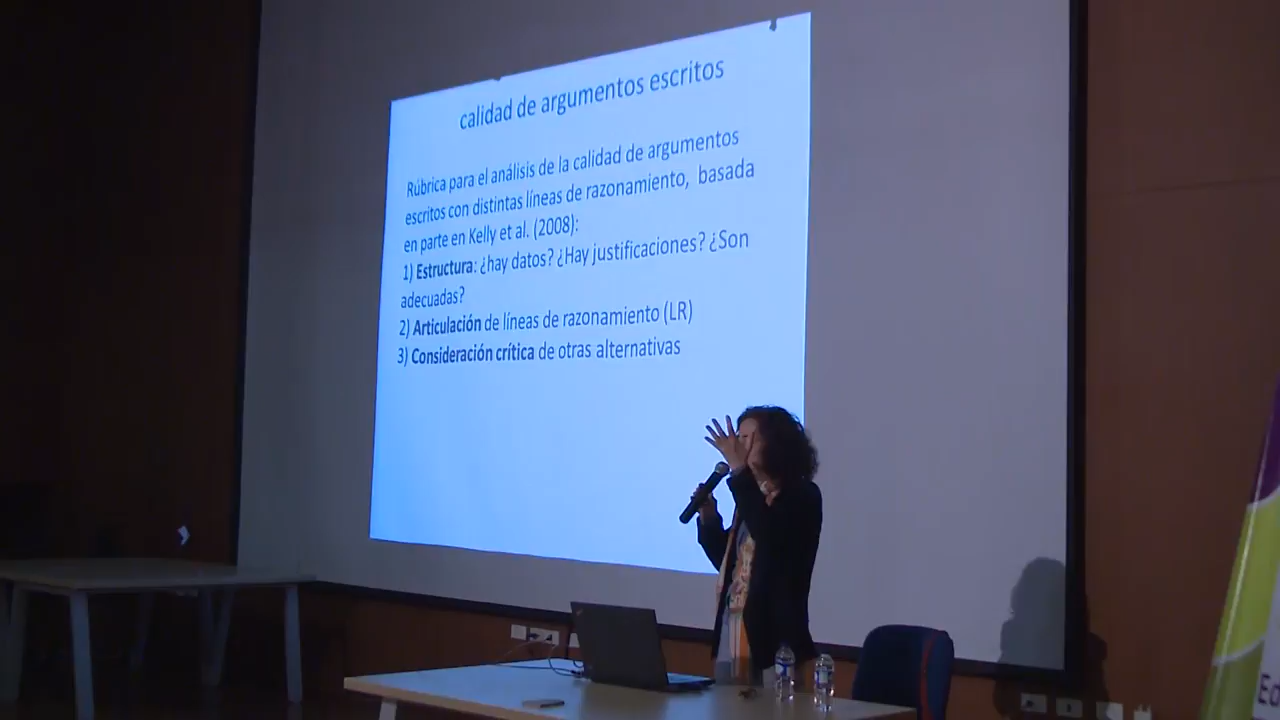 calidad de argumentos escritos
Rúbrica para el análisis de la calidad de argumentos
escritos con distintas líneas de razonamiento, basada
en parte en Kelly et al. (2008):
1) Estructura: ¿hay datos? ¿Hay justificaciones? ¿Son
adecuadas?
2) Articulación de líneas de razonamiento (LR)
3) Consideración crítica de otras alternativas